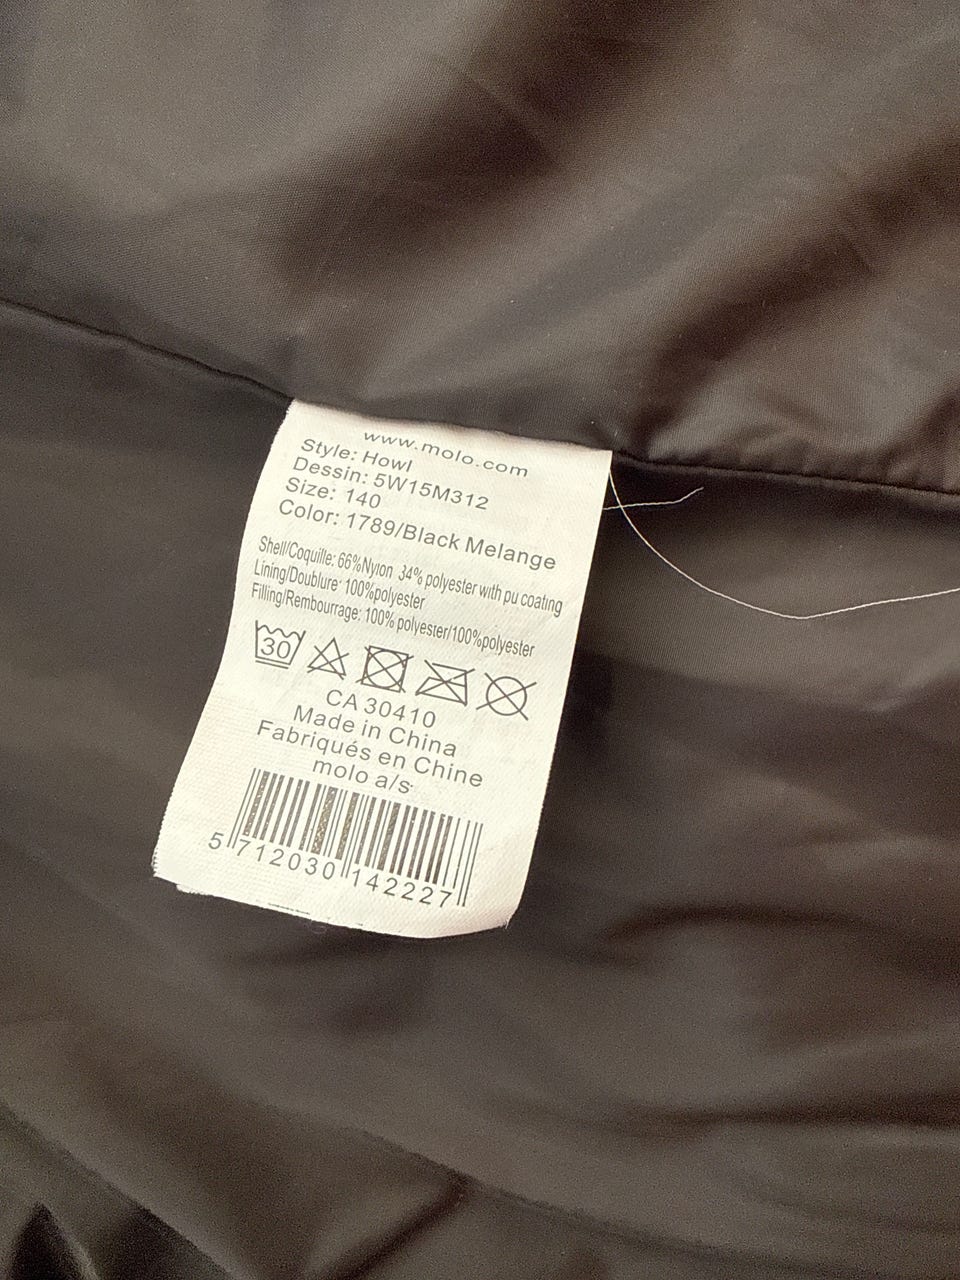 www.molo.com
Style: Howl
Dessin: 5W15M312
Size: 140
Color: 1789/Black Melange
Shell/Coquille: 66%Nylon 34% polyester with pu coating
Lining/Doublure: 100%polyester
Filling/Rembourrage: 100% polyester/100%polyester
30
CA 30410
Made in China
Fabriqués en Chine
molo a/s
5 712030 142227